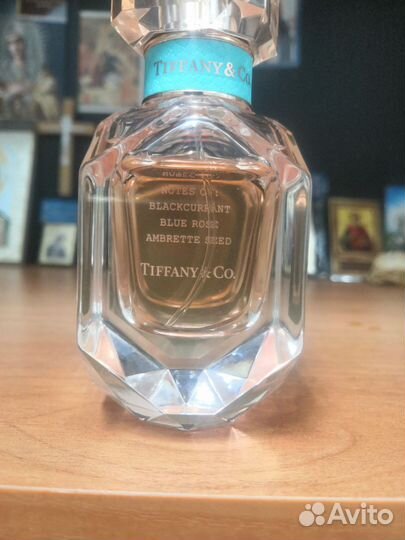 TIFFANY & CO.
NOTES OF:
BLACKCURRANT
BLUE ROSE
AMBRETTE SEED
TIFFANY & CO.
Avito